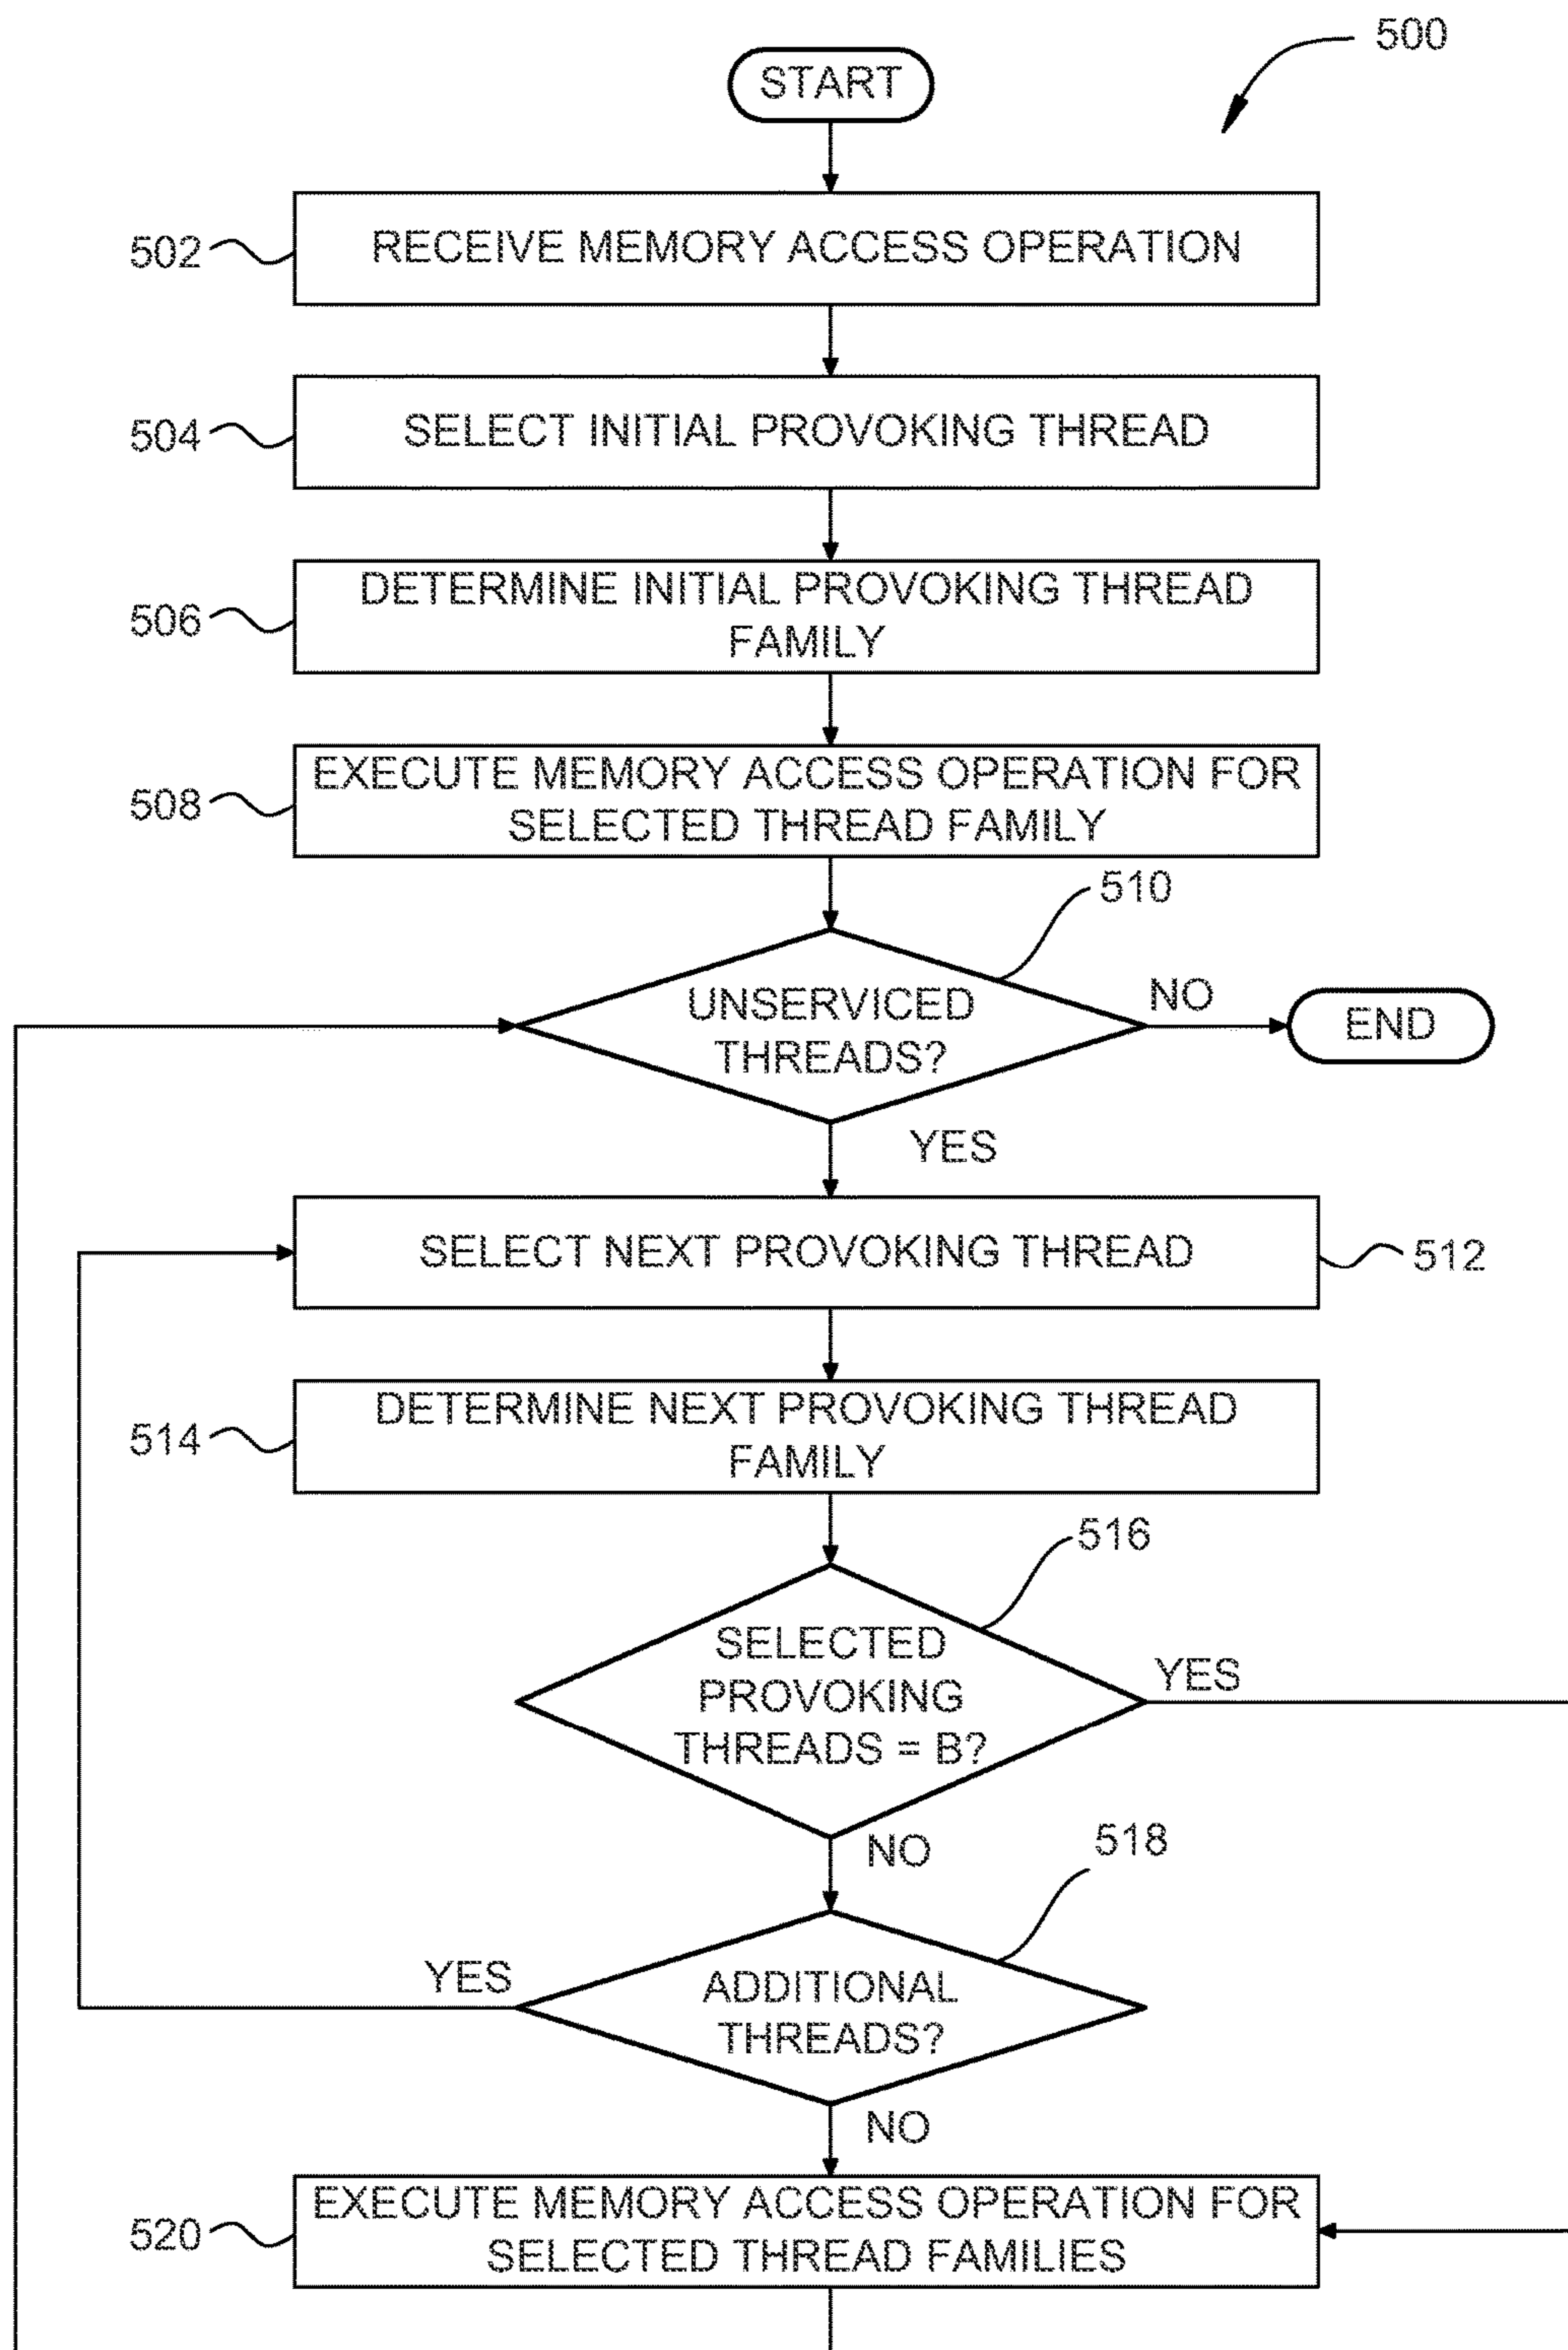 500
START
502
RECEIVE MEMORY ACCESS OPERATION
504
SELECT INITIAL PROVOKING THREAD
506
DETERMINE INITIAL PROVOKING THREAD
FAMILY
508
EXECUTE MEMORY ACCESS OPERATION FOR
SELECTED THREAD FAMILY
510
UNSERVICED
THREADS?
NO
END
YES
SELECT NEXT PROVOKING THREAD
512
514
DETERMINE NEXT PROVOKING THREAD
FAMILY
516
SELECTED
PROVOKING
THREADS = B?
YES
NO
518
YES
ADDITIONAL
THREADS?
NO
520
EXECUTE MEMORY ACCESS OPERATION FOR
SELECTED THREAD FAMILIES